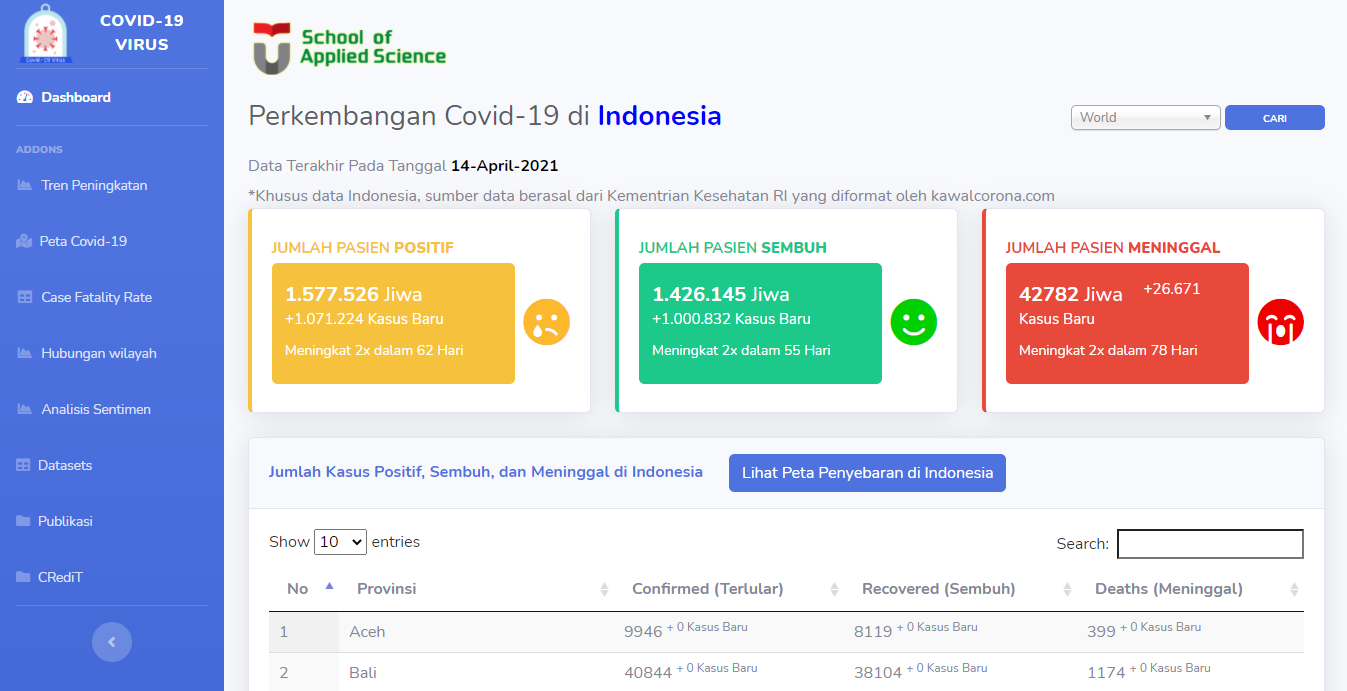 COVID-19
VIRUS
Covid-19 Virus
Dashboard
ADDONS
Tren Peningkatan
Peta Covid-19
Case Fatality Rate
Hubungan wilayah
Analisis Sentimen
Datasets
Publikasi
CRediT
School of
Applied Science
Perkembangan Covid-19 di Indonesia
World
CARI
Data Terakhir Pada Tanggal 14-April-2021
*Khusus data Indonesia, sumber data berasal dari Kementrian Kesehatan RI yang diformat oleh kawalcorona.com
JUMLAH PASIEN POSITIF
1.577.526 Jiwa
+1.071.224 Kasus Baru
Meningkat 2x dalam 62 Hari
JUMLAH PASIEN SEMBUH
1.426.145 Jiwa
+1.000.832 Kasus Baru
Meningkat 2x dalam 55 Hari
JUMLAH PASIEN MENINGGAL
42782 Jiwa +26.671
Kasus Baru
Meningkat 2x dalam 78 Hari
Jumlah Kasus Positif, Sembuh, dan Meninggal di Indonesia
Lihat Peta Penyebaran di Indonesia
Show 10 entries
Search:
No Provinsi Confirmed (Terlular) Recovered (Sembuh) Deaths (Meninggal)
1 Aceh 9946 + 0 Kasus Baru 8119 + 0 Kasus Baru 399 + 0 Kasus Baru
2 Bali 40844 + 0 Kasus Baru 38104 + 0 Kasus Baru 1174 + 0 Kasus Baru